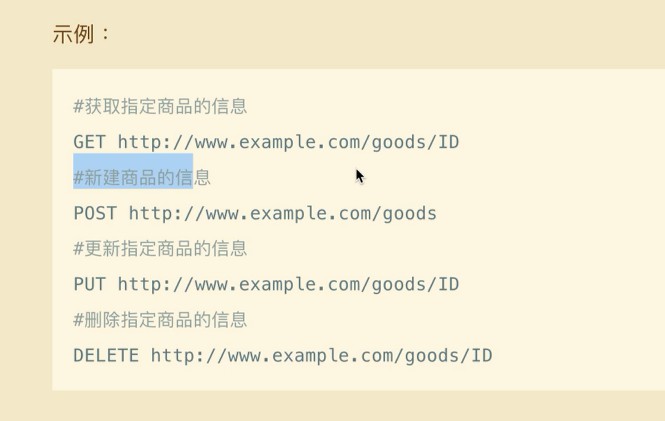 示例：
#获取指定商品的信息
GET http://www.example.com/goods/ID
#新建商品的信息
POST http://www.example.com/goods
#更新指定商品的信息
PUT http://www.example.com/goods/ID
#删除指定商品的信息
DELETE http://www.example.com/goods/ID